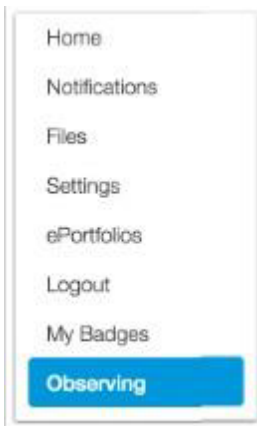 Home
Notifications
Files
Settings
ePortfolios
Logout
My Badges
Observing